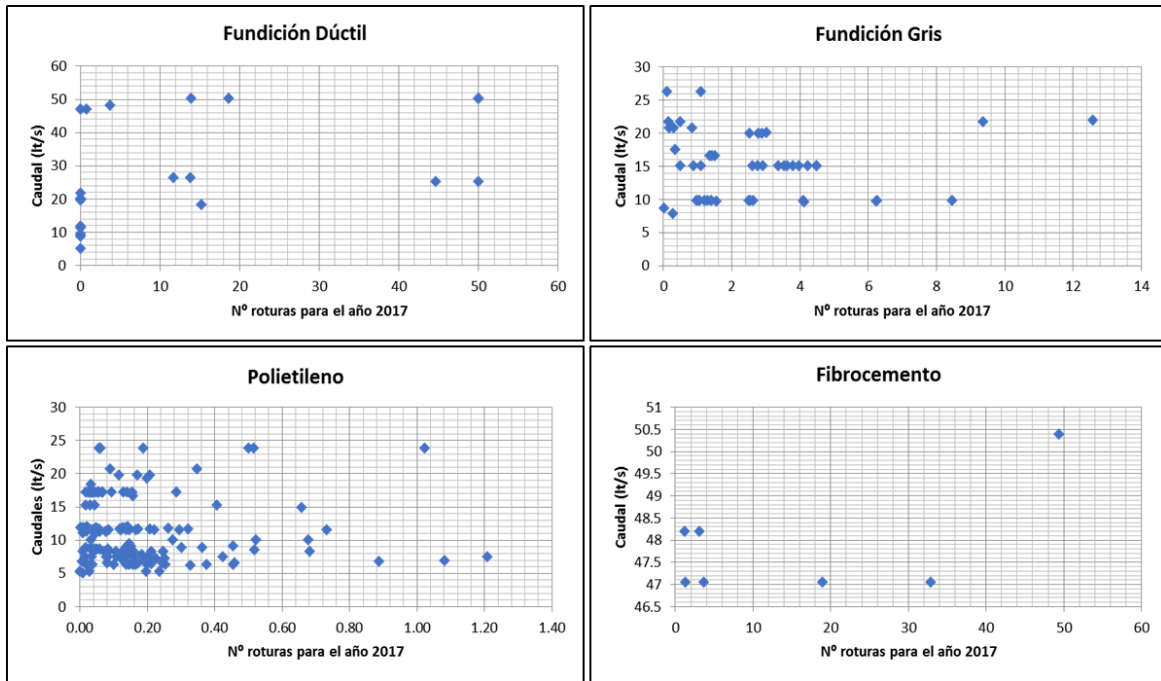 Fundición Dúctil
60
50
40
30
20
10
0
Caudal (lt/s)
0 10 20 30 40 50 60
Nº roturas para el año 2017
Fundición Gris
30
25
20
15
10
5
0
Caudal (lt/s)
0 2 4 6 8 10 12 14
Nº roturas para el año 2017
Polietileno
30
25
20
15
10
5
0
Caudales (lt/s)
0.00 0.20 0.40 0.60 0.80 1.00 1.20 1.40
Nº roturas para el año 2017
Fibrocemento
51
50.5
50
49.5
49
48.5
48
47.5
47
46.5
Caudal (lt/s)
0 10 20 30 40 50 60
Nº roturas para el año 2017